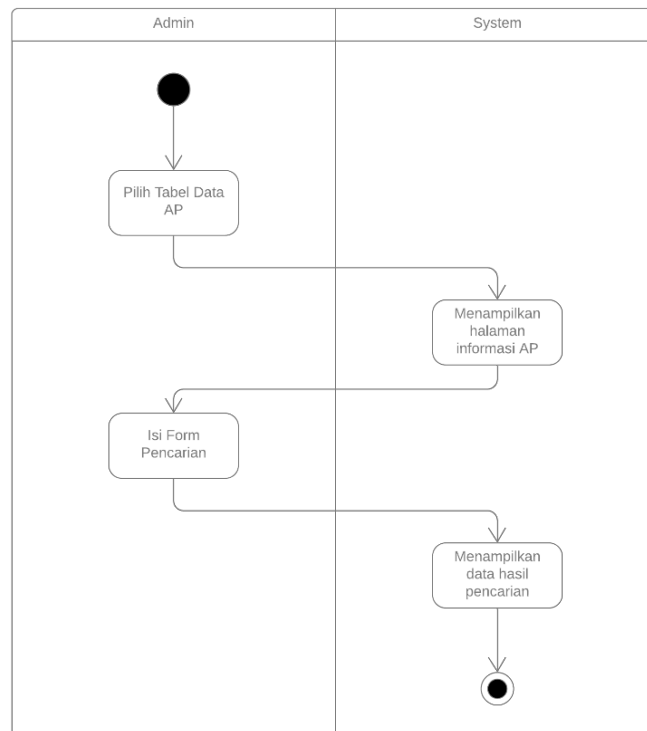 Admin
System
Pilih Tabel Data
AP
Menampilkan
halaman
informasi AP
Isi Form
Pencarian
Menampilkan
data hasil
pencarian